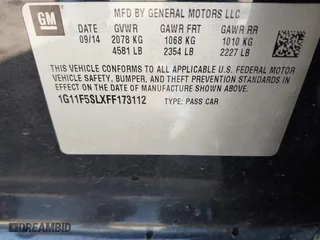 MFD BY GENERAL MOTORS LLC
GM
DATE GVWR GAWR FRT GAWR RR
09/14 2078 KG 1068 KG 1010 KG
4581 LB 2354 LB 2227 LB
THIS VEHICLE CONFORMS TO ALL APPLICABLE U.S. FEDERAL MOTOR
VEHICLE SAFETY, BUMPER, AND THEFT PREVENTION STANDARDS IN
EFFECT ON THE DATE OF MANUFACTURE SHOWN ABOVE.
1G11F5SLXFF173112 TYPE: PASS CAR
DREAMBID